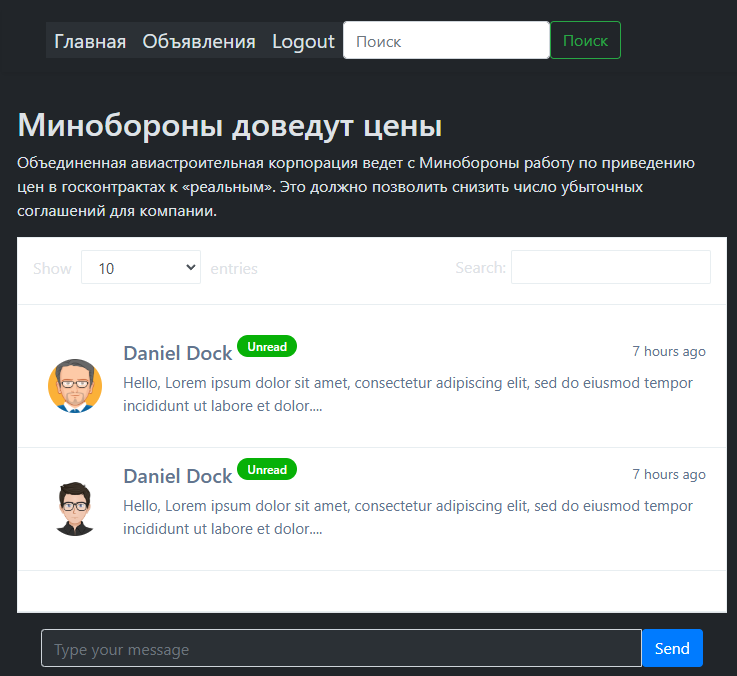 Главная Объявления Logout Поиск Поиск
Минобороны доведут цены
Объединенная авиастроительная корпорация ведет с Минобороны работу по приведению
цен в госконтрактах к «реальным». Это должно позволить снизить число убыточных
соглашений для компании.
Show 10 entries Search:
Daniel Dock Unread 7 hours ago
Hello, Lorem ipsum dolor sit amet, consectetur adipiscing elit, sed do eiusmod tempor
incididunt ut labore et dolor....
Daniel Dock Unread 7 hours ago
Hello, Lorem ipsum dolor sit amet, consectetur adipiscing elit, sed do eiusmod tempor
incididunt ut labore et dolor....
Type your message Send